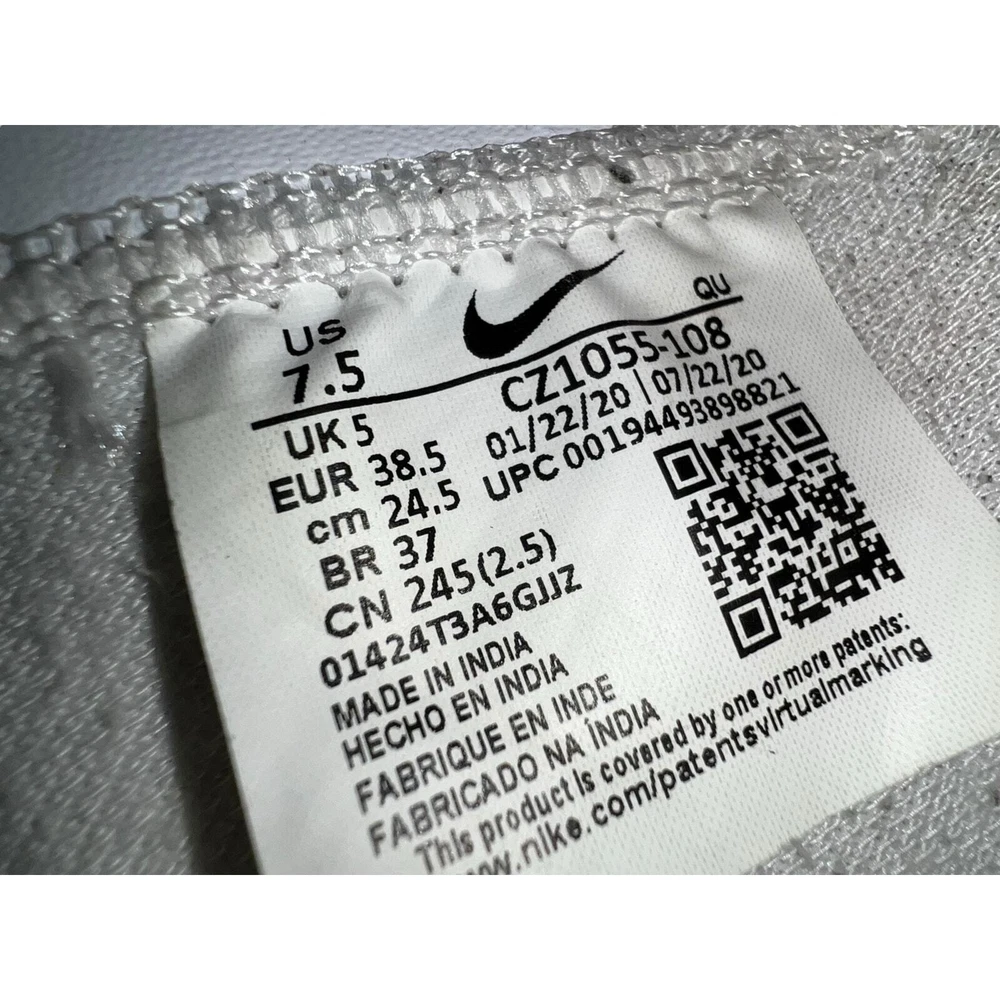 US
7.5
QU
UK 5
CZ1055-108
EUR 38.5
01/22/20 | 07/22/20
cm 24.5
UPC 00194493898821
BR 37
CN 245(2.5)
01424T3A6GJJZ
MADE IN INDIA
HECHO EN INDIA
FABRIQUE EN INDE
FABRICADO NA ÍNDIA
This product is covered by one or more patents:
www.nike.com/patentsvirtualmarking